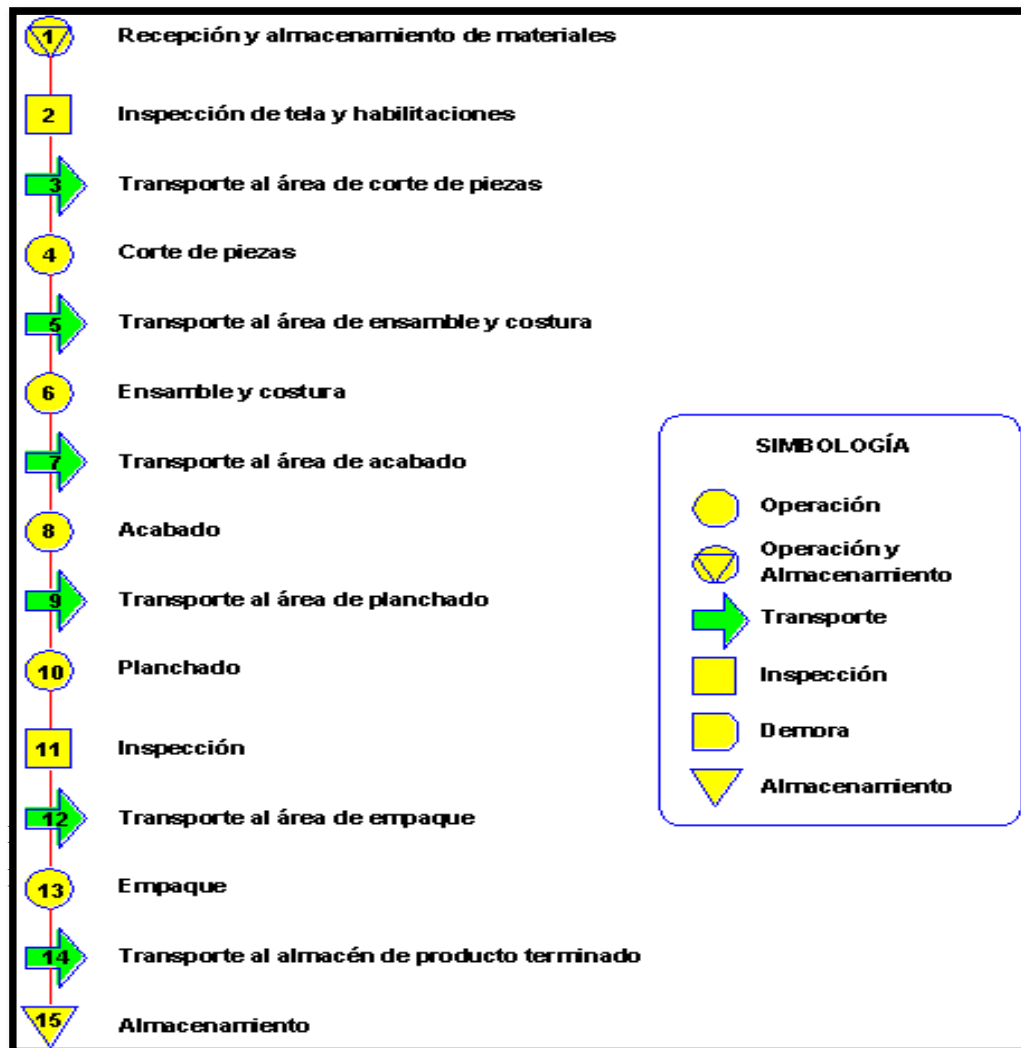 1 Recepción y almacenamiento de materiales
2 Inspección de tela y habilitaciones
3 Transporte al área de corte de piezas
4 Corte de piezas
5 Transporte al área de ensamble y costura
6 Ensamble y costura
7 Transporte al área de acabado
8 Acabado
9 Transporte al área de planchado
10 Planchado
11 Inspección
12 Transporte al área de empaque
13 Empaque
14 Transporte al almacén de producto terminado
15 Almacenamiento
SIMBOLOGÍA
Operación
Operación y
Almacenamiento
Transporte
Inspección
Demora
Almacenamiento